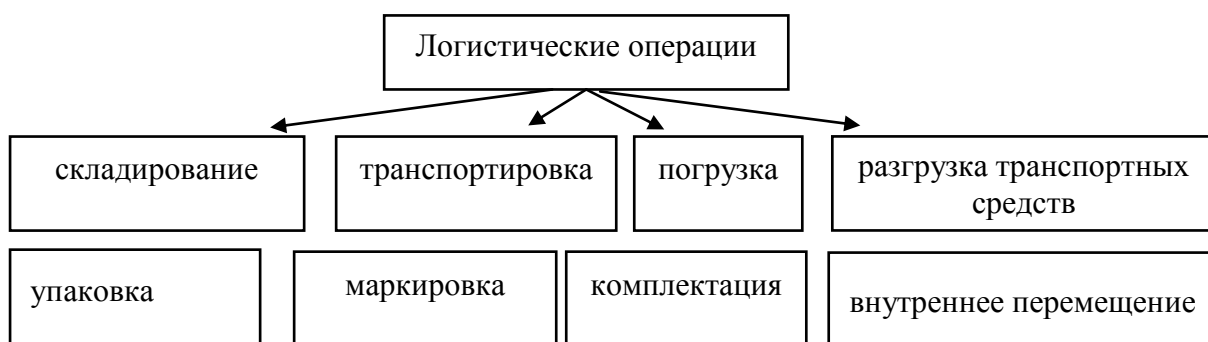 Логистические операции
складирование
транспортировка
погрузка
разгрузка транспортных
средств
упаковка
маркировка
комплектация
внутреннее перемещение